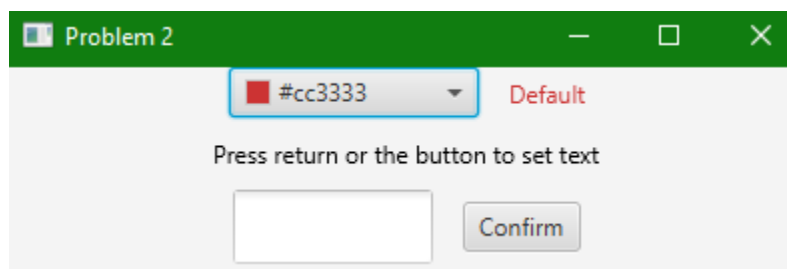 Problem 2
#cc3333 Default
Press return or the button to set text
Confirm